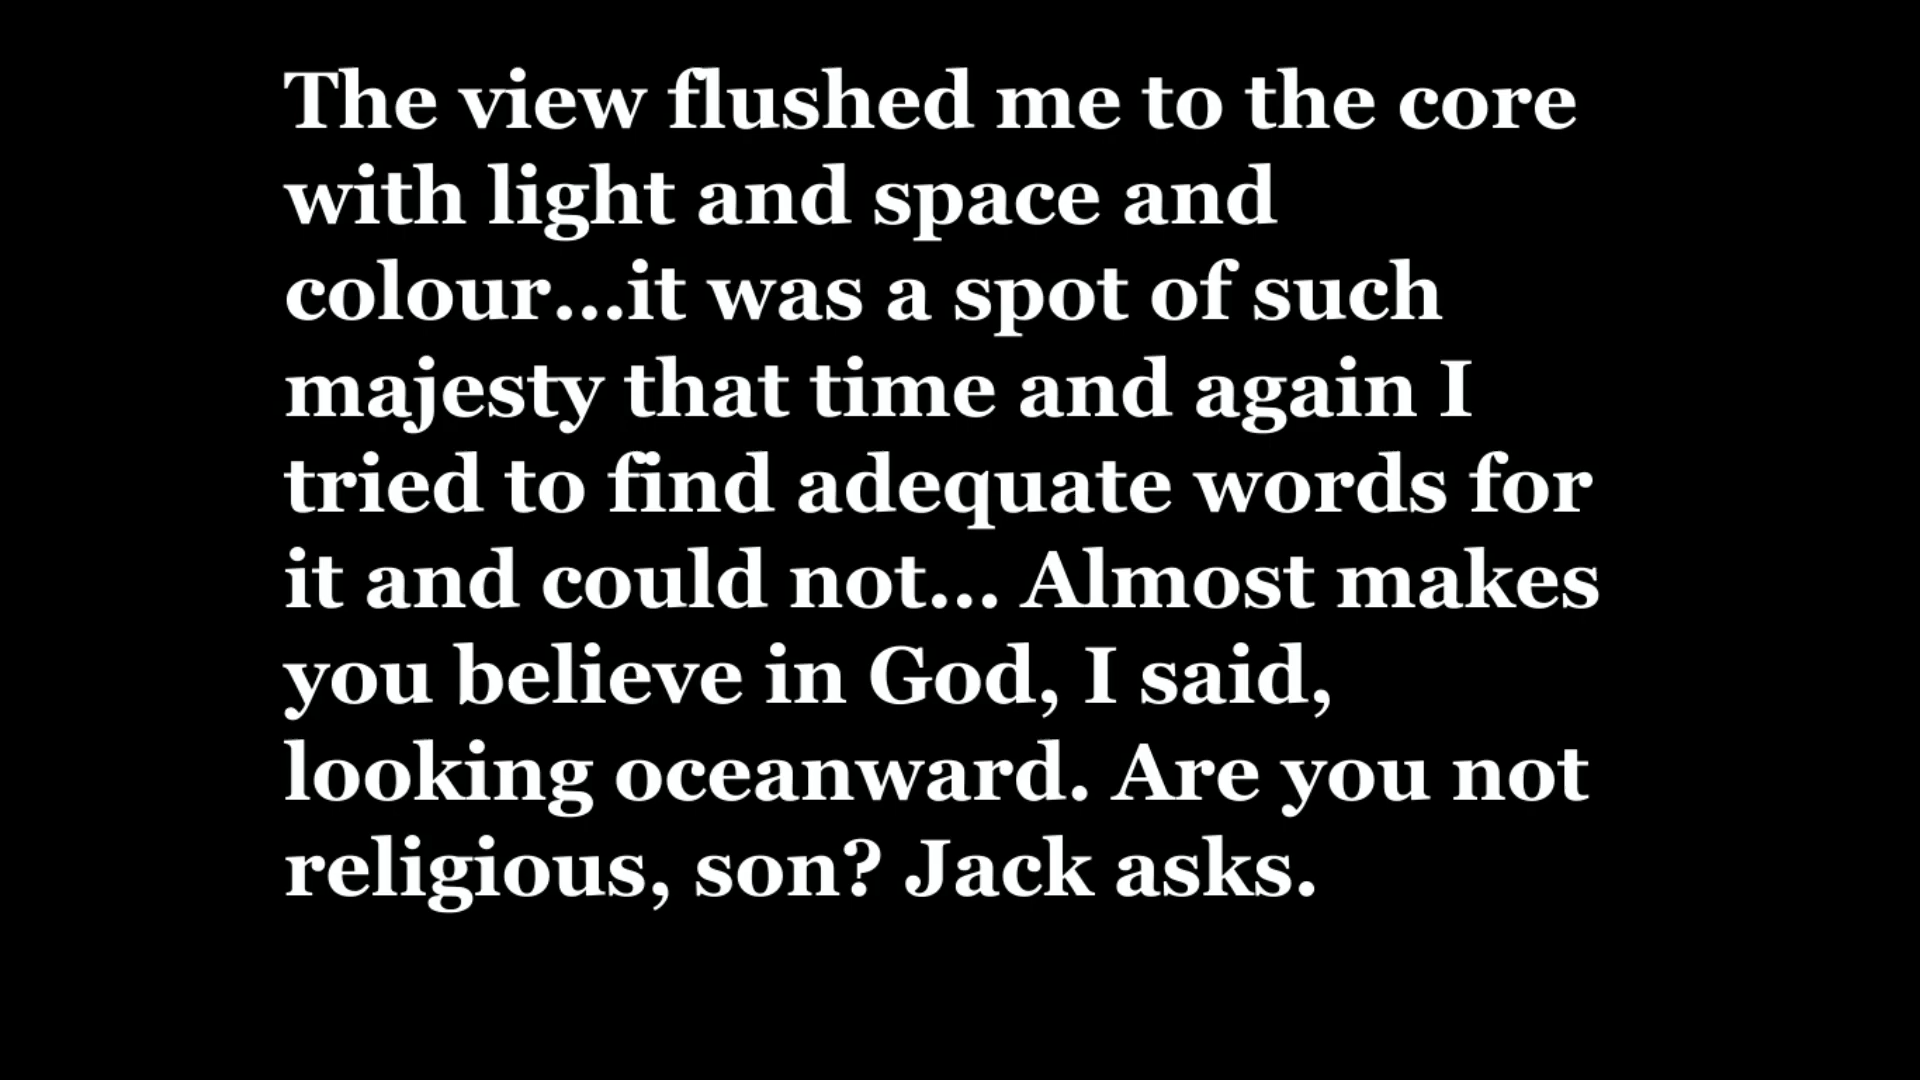 The view flushed me to the core
with light and space and
colour...it was a spot of such
majesty that time and again I
tried to find adequate words for
it and could not... Almost makes
you believe in God, I said,
looking oceanward. Are you not
religious, son? Jack asks.